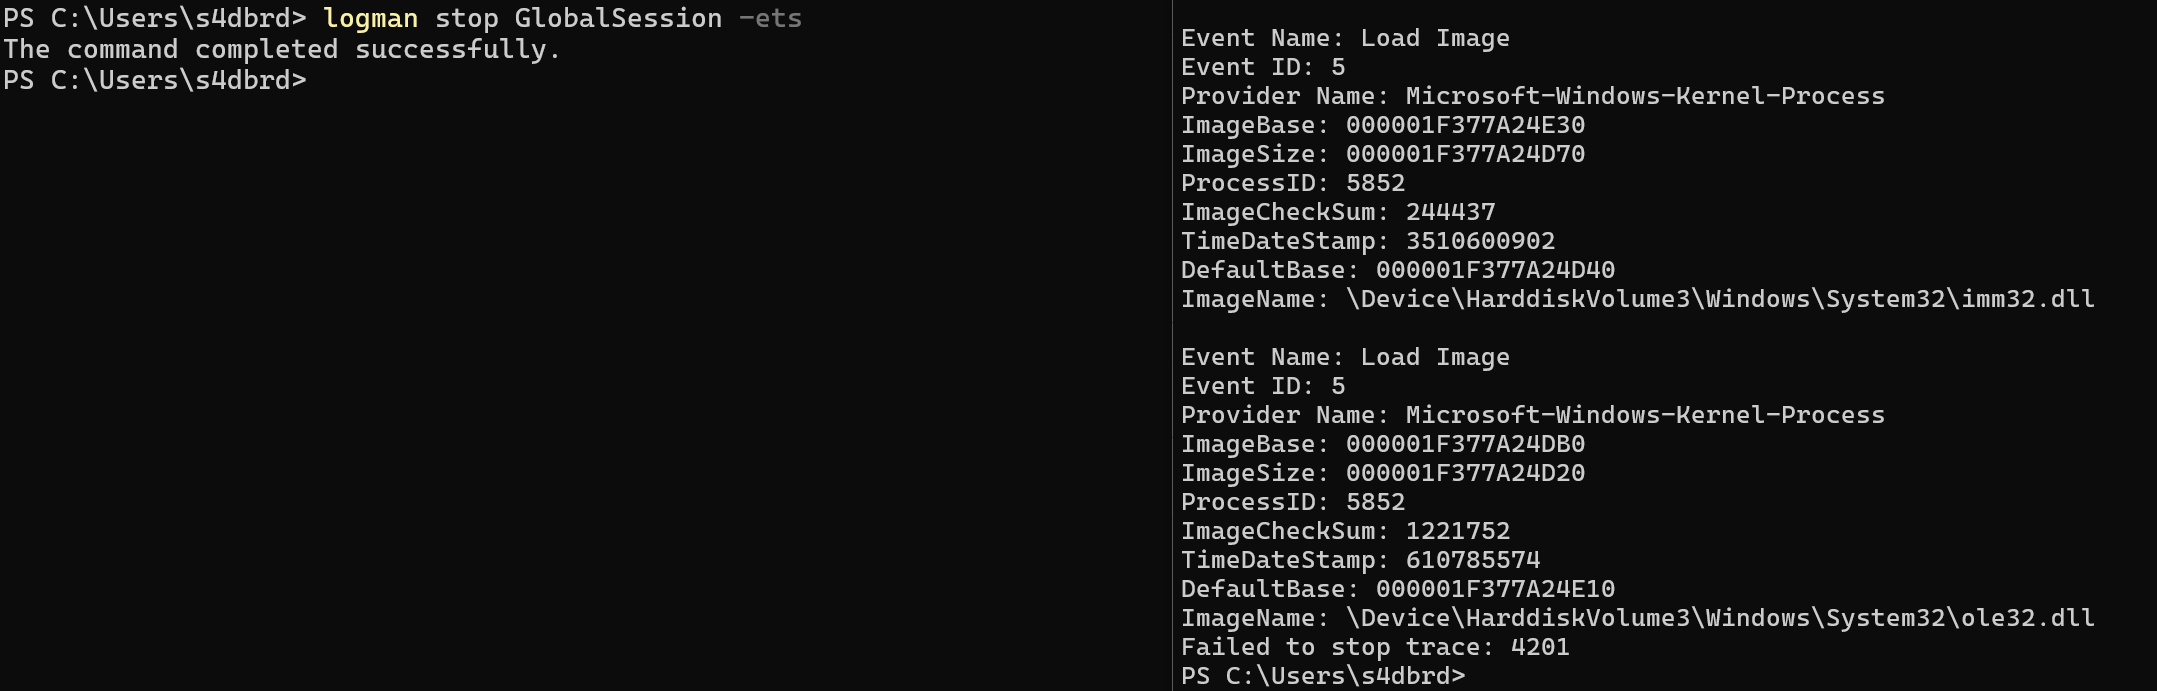 PS C:\Users\s4dbrd> logman stop GlobalSession -ets
The command completed successfully.
PS C:\Users\s4dbrd>
Event Name: Load Image
Event ID: 5
Provider Name: Microsoft-Windows-Kernel-Process
ImageBase: 000001F377A24E30
ImageSize: 000001F377A24D70
ProcessID: 5852
ImageCheckSum: 244437
TimeDateStamp: 3510600902
DefaultBase: 000001F377A24D40
ImageName: \Device\HarddiskVolume3\Windows\System32\imm32.dll
Event Name: Load Image
Event ID: 5
Provider Name: Microsoft-Windows-Kernel-Process
ImageBase: 000001F377A24DB0
ImageSize: 000001F377A24D20
ProcessID: 5852
ImageCheckSum: 1221752
TimeDateStamp: 610785574
DefaultBase: 000001F377A24E10
ImageName: \Device\HarddiskVolume3\Windows\System32\ole32.dll
Failed to stop trace: 4201
PS C:\Users\s4dbrd>